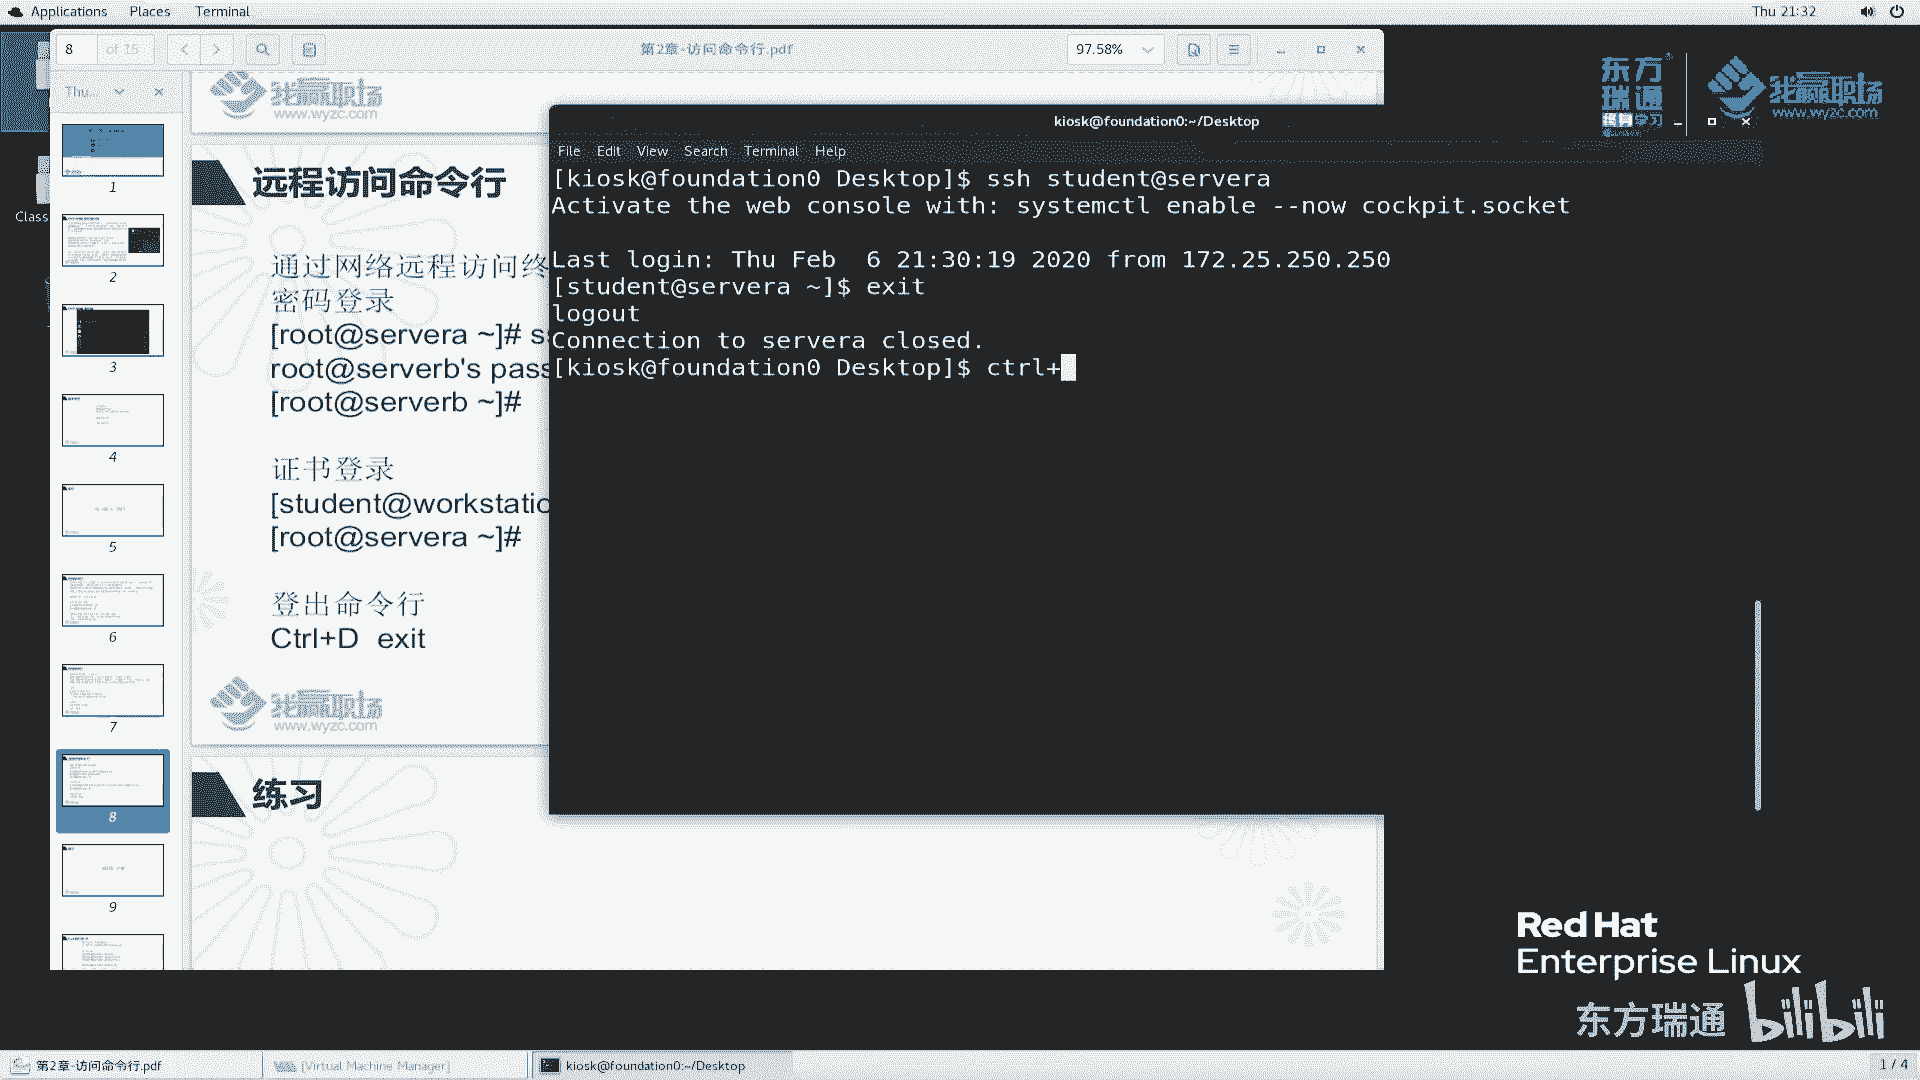 Applications Places Terminal
Thu 21:32
8 of 15
第2章-访问命令行.pdf
97.58%
Thu...
1
2
3
4
5
6
7
8
9
Class
我赢职场
www.wyzc.com
远程访问命令行
通过网络远程访问终
密码登录
[root@servera ~]# s
root@serverb's pass
[root@serverb ~]#
证书登录
[student@workstatio
[root@servera ~]#
登出命令行
Ctrl+D exit
我赢职场
www.wyzc.com
练习
kiosk@foundation0:~/Desktop
File Edit View Search Terminal Help
[kiosk@foundation0 Desktop]$ ssh student@servera
Activate the web console with: systemctl enable --now cockpit.socket
Last login: Thu Feb  6 21:30:19 2020 from 172.25.250.250
[student@servera ~]$ exit
logout
Connection to servera closed.
[kiosk@foundation0 Desktop]$ ctrl+
东方
瑞通
终身学习
我赢职场
www.wyzc.com
Red Hat
Enterprise Linux
东方瑞通 bilibili
第2章-访问命令行.pdf
[Virtual Machine Manager]
kiosk@foundation0:~/Desktop
1 / 4